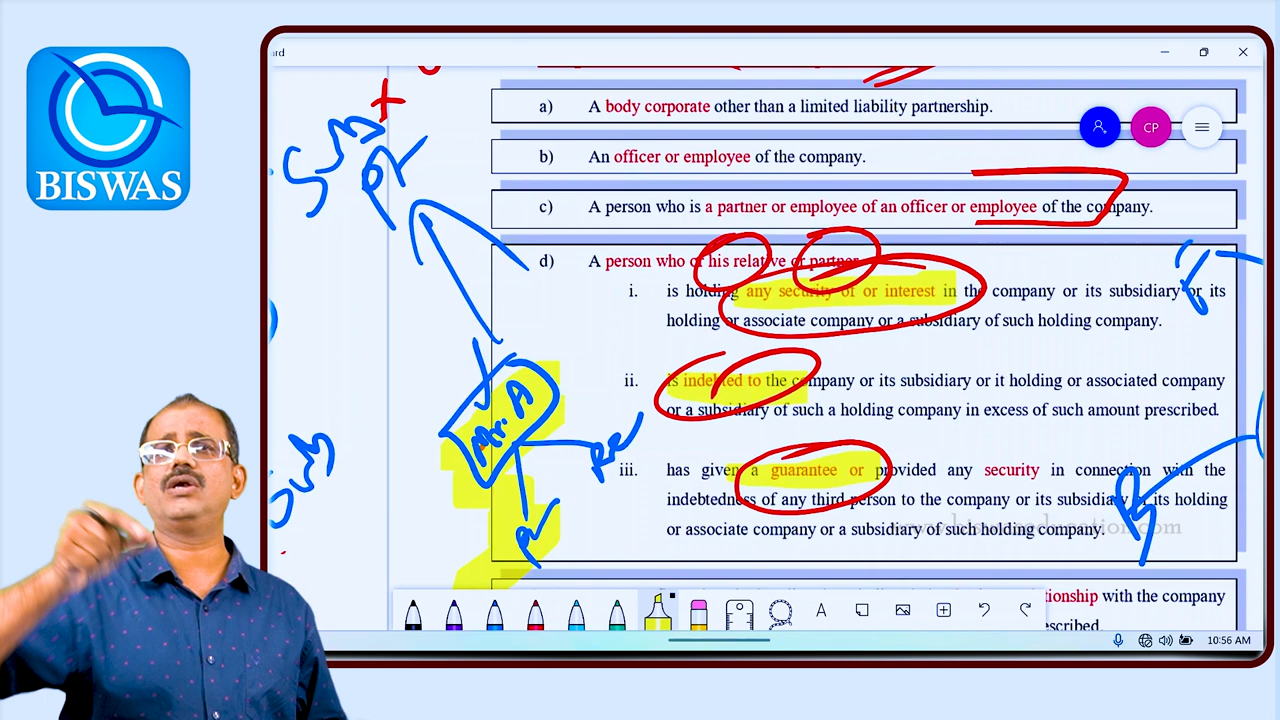 BISWAS
ard
CP
a) A body corporate other than a limited liability partnership.
b) An officer or employee of the company.
c) A person who is a partner or employee of an officer or employee of the company.
d) A person who or his relative or partner
i. is holding any security of or interest in the company or its subsidiary or its
holding or associate company or a subsidiary of such holding company.
ii. is indebted to the company or its subsidiary or it holding or associated company
or a subsidiary of such a holding company in excess of such amount prescribed.
iii. has given a guarantee or provided any security in connection with the
indebtedness of any third person to the company or its subsidiary or its holding
or associate company or a subsidiary of such holding company.
Mr. A
tionship with the company
escribed.
A
10:56 AM